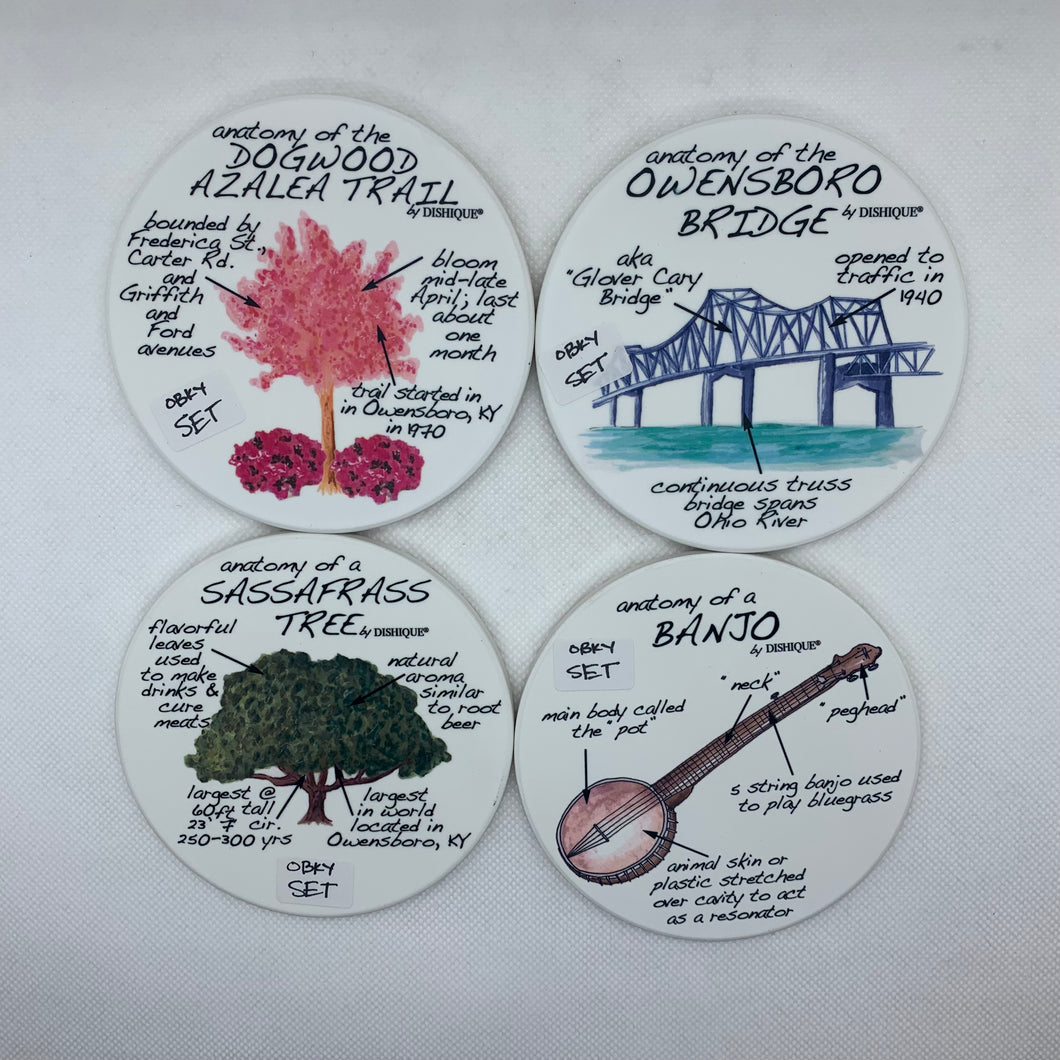 anatomy of the
DOGWOOD
AZALEA TRAIL
by DISHIQUE®
bounded by
Frederica St.,
Carter Rd.
and
Griffith
and
Ford
avenues
bloom
mid-late
April; last
about
one
month
trail started in
in Owensboro, KY
in 1970
OBKY
SET
anatomy of the
OWENSBORO
BRIDGE by DISHIQUE®
aka
"Glover Cary
Bridge"
opened to
traffic in
1940
OBKY
SET
continuous truss
bridge spans
Ohio River
anatomy of a
SASSAFRASS
TREE by DISHIQUE®
flavorful
leaves
used
to make
drinks &
cure
meats
natural
aroma
similar
to root
beer
largest @
60ft tall
23' 7" cir.
250-300 yrs
largest
in world
located in
Owensboro, KY
OBKY
SET
anatomy of a
BANJO
by DISHIQUE®
OBKY
SET
"neck"
"peghead"
main body called
the "pot"
5 string banjo used
to play bluegrass
animal skin or
plastic stretched
over cavity to act
as a resonator